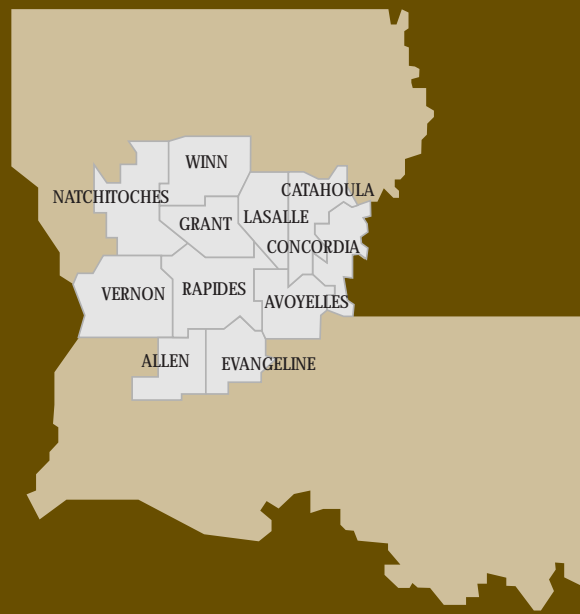 WINN
NATCHITOCHES
CATAHOULA
GRANT
LASALLE
CONCORDIA
VERNON
RAPIDES
AVOYELLES
ALLEN
EVANGELINE